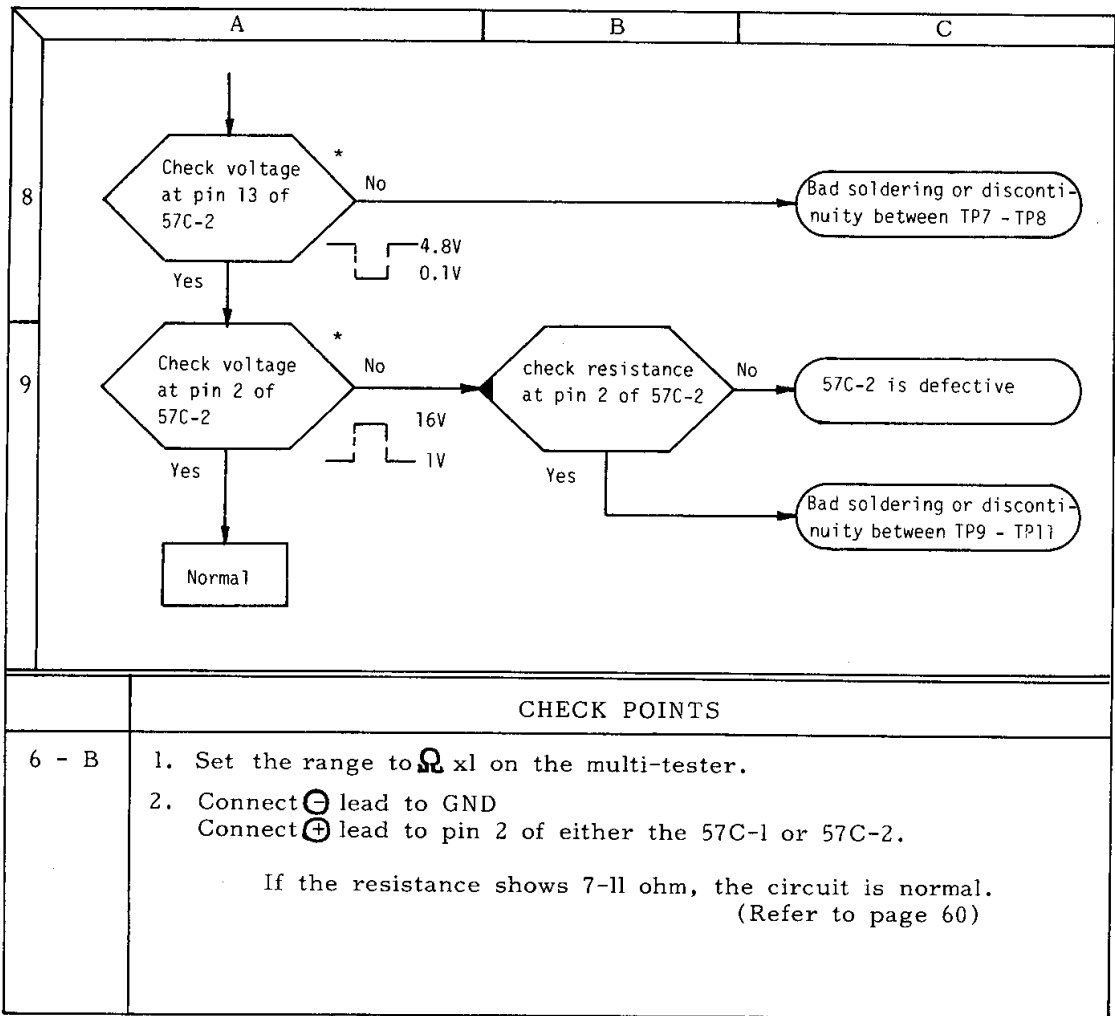 A B C
8
Check voltage
at pin 13 of
57C-2
*
No
4.8V
0.1V
Yes
Bad soldering or disconti-
nuity between TP7 - TP8
9
Check voltage
at pin 2 of
57C-2
*
No
16V
1V
Yes
check resistance
at pin 2 of 57C-2
No
Yes
57C-2 is defective
Bad soldering or disconti-
nuity between TP9 - TP11
Normal
CHECK POINTS
6 - B
1. Set the range to Ω x1 on the multi-tester.
2. Connect ⊖ lead to GND
Connect ⊕ lead to pin 2 of either the 57C-1 or 57C-2.
If the resistance shows 7-11 ohm, the circuit is normal.
(Refer to page 60)